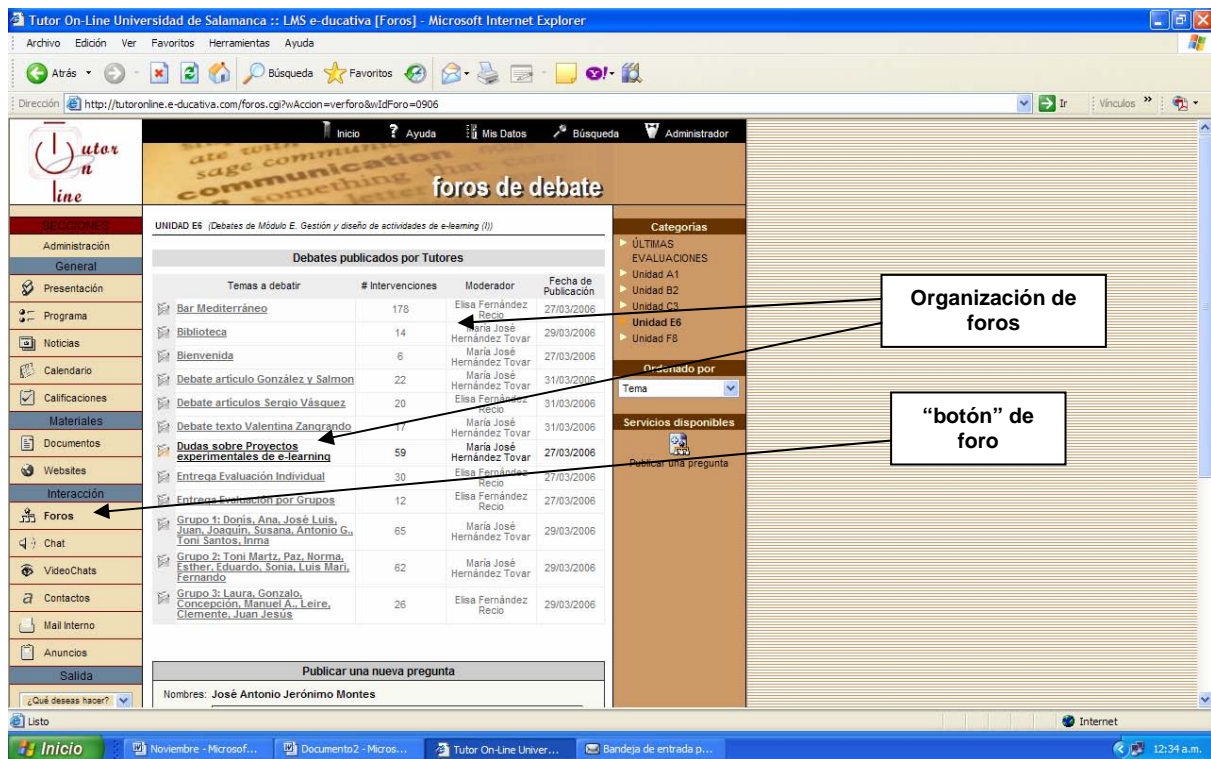 Tutor On-Line Universidad de Salamanca :: LMS e-ducativa [Foros] - Microsoft Internet Explorer
Archivo Edición Ver Favoritos Herramientas Ayuda
Atrás Búsqueda Favoritos
Dirección http://tutoronline.e-ducativa.com/foros.cgi?wAccion=verforo&wIdForo=0906 Ir Vínculos
Tutor
On
line
Inicio ? Ayuda Mis Datos Búsqueda Administrador
communication
foros de debate
SECCIONES
Administración
General
Presentación
Programa
Noticias
Calendario
Calificaciones
Materiales
Documentos
Websites
Interacción
Foros
Chat
VideoChats
Contactos
Mail Interno
Anuncios
Salida
¿Qué deseas hacer?
UNIDAD E6 (Debates de Módulo E. Gestión y diseño de actividades de e-learning (I))
Debates publicados por Tutores
Temas a debatir # Intervenciones Moderador Fecha de Publicación
Bar Mediterráneo 178 Elisa Fernández Recio 27/03/2006
Biblioteca 14 María José Hernández Tovar 29/03/2006
Bienvenida 6 María José Hernández Tovar 27/03/2006
Debate artículo González y Salmon 22 María José Hernández Tovar 31/03/2006
Debate artículos Sergio Vásquez 20 Elisa Fernández Recio 31/03/2006
Debate texto Valentina Zangrando 17 María José Hernández Tovar 31/03/2006
Dudas sobre Proyectos experimentales de e-learning 59 María José Hernández Tovar 27/03/2006
Entrega Evaluación Individual 30 Elisa Fernández Recio 27/03/2006
Entrega Evaluación por Grupos 12 Elisa Fernández Recio 27/03/2006
Grupo 1: Donis, Ana, José Luis,
Juan, Joaquín, Susana, Antonio G.,
Toni Santos, Inma 65 María José Hernández Tovar 29/03/2006
Grupo 2: Toni Martz, Paz, Norma,
Esther, Eduardo, Sonia, Luis Mari,
Fernando 62 María José Hernández Tovar 29/03/2006
Grupo 3: Laura, Gonzalo,
Concepción, Manuel A., Leire,
Clemente, Juan Jesús 26 Elisa Fernández Recio 29/03/2006
Publicar una nueva pregunta
Nombres: José Antonio Jerónimo Montes
Categorías
ÚLTIMAS
EVALUACIONES
Unidad A1
Unidad B2
Unidad C3
Unidad E6
Unidad F8
Ordenado por
Tema
Servicios disponibles
Publicar una pregunta
Organización de
foros
“botón” de
foro
Listo Internet
Inicio Noviembre - Microsof... Documento2 - Micros... Tutor On-Line Univer... Bandeja de entrada p... 12:34 a.m.